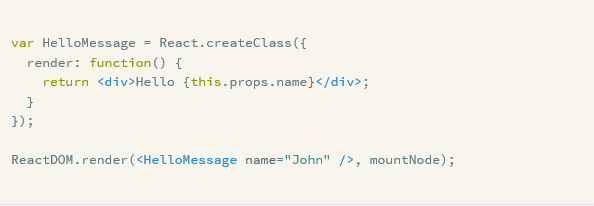 var HelloMessage = React.createClass({
  render: function() {
    return <div>Hello {this.props.name}</div>;
  }
});

ReactDOM.render(<HelloMessage name="John" />, mountNode);